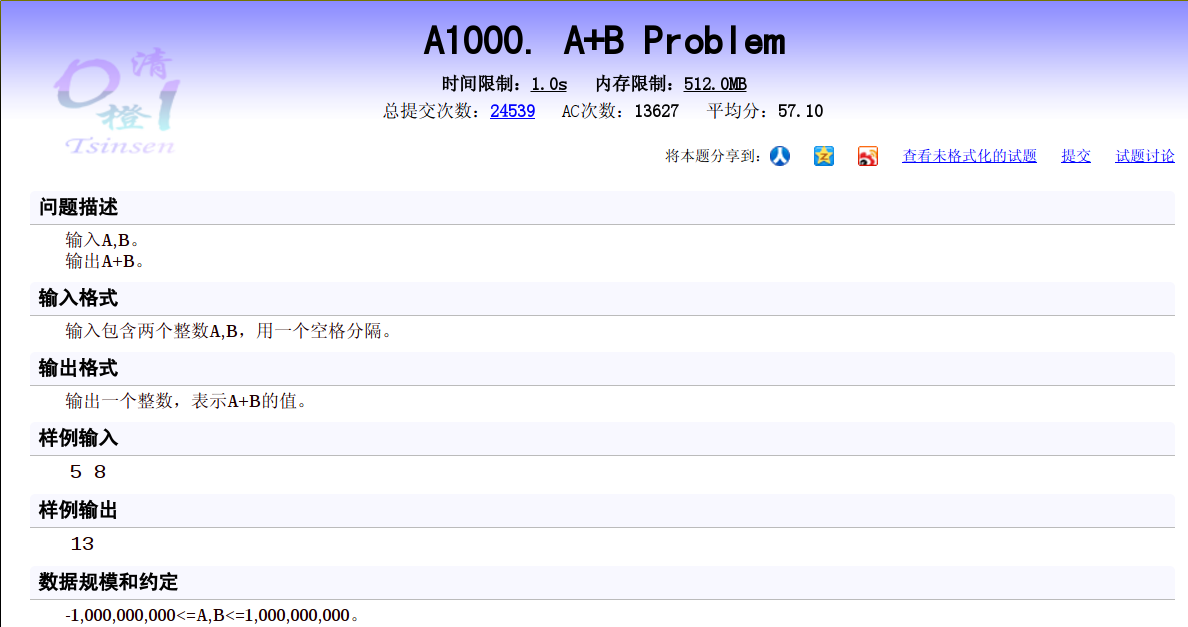 A1000. A+B Problem
时间限制：1.0s 内存限制：512.0MB
总提交次数：24539 AC次数：13627 平均分：57.10
清橙
Tsinsen
将本题分享到： 查看未格式化的试题 提交 试题讨论
问题描述
输入A,B。
输出A+B。
输入格式
输入包含两个整数A,B，用一个空格分隔。
输出格式
输出一个整数，表示A+B的值。
样例输入
5 8
样例输出
13
数据规模和约定
-1,000,000,000<=A,B<=1,000,000,000。